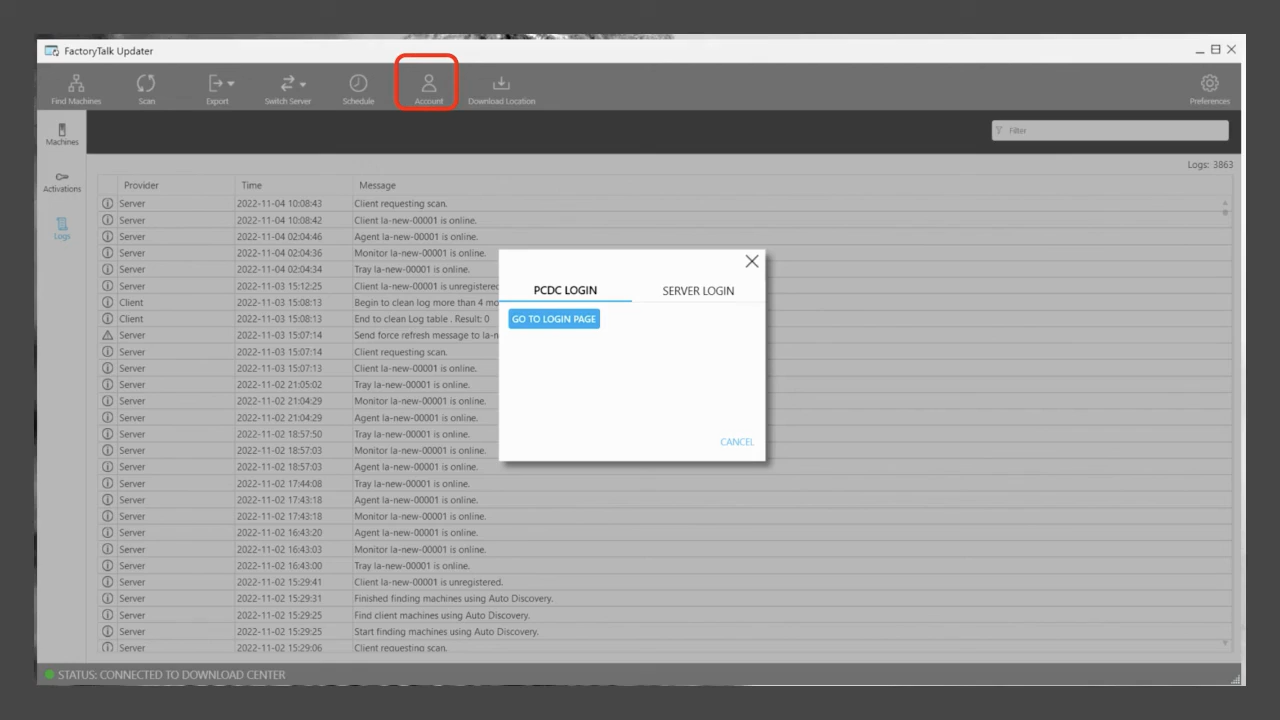 FactoryTalk Updater
Find Machines Scan Export Switch Server Schedule Account Download Location Preferences
Machines
Filter
Activations
Logs
Logs: 3863
Provider Time Message
Server 2022-11-04 10:08:43 Client requesting scan.
Server 2022-11-04 10:08:42 Client la-new-00001 is online.
Server 2022-11-04 02:04:46 Agent la-new-00001 is online.
Server 2022-11-04 02:04:36 Monitor la-new-00001 is online.
Server 2022-11-04 02:04:34 Tray la-new-00001 is online.
Server 2022-11-03 15:12:25 Client la-new-00001 is unregistered
Client 2022-11-03 15:08:13 Begin to clean log more than 4 mo
Client 2022-11-03 15:08:13 End to clean Log table . Result: 0
Server 2022-11-03 15:07:14 Send force refresh message to la-n
Server 2022-11-03 15:07:14 Client requesting scan.
Server 2022-11-03 15:07:13 Client la-new-00001 is online.
Server 2022-11-02 21:05:02 Tray la-new-00001 is online.
Server 2022-11-02 21:04:29 Monitor la-new-00001 is online.
Server 2022-11-02 21:04:29 Agent la-new-00001 is online.
Server 2022-11-02 18:57:50 Tray la-new-00001 is online.
Server 2022-11-02 18:57:03 Monitor la-new-00001 is online.
Server 2022-11-02 18:57:03 Agent la-new-00001 is online.
Server 2022-11-02 17:44:08 Tray la-new-00001 is online.
Server 2022-11-02 17:43:18 Agent la-new-00001 is online.
Server 2022-11-02 17:43:18 Monitor la-new-00001 is online.
Server 2022-11-02 16:43:20 Agent la-new-00001 is online.
Server 2022-11-02 16:43:03 Monitor la-new-00001 is online.
Server 2022-11-02 16:43:00 Tray la-new-00001 is online.
Server 2022-11-02 15:29:41 Client la-new-00001 is unregistered.
Server 2022-11-02 15:29:31 Finished finding machines using Auto Discovery.
Server 2022-11-02 15:29:25 Find client machines using Auto Discovery.
Server 2022-11-02 15:29:25 Start finding machines using Auto Discovery.
Server 2022-11-02 15:29:06 Client requesting scan.
PCDC LOGIN SERVER LOGIN
GO TO LOGIN PAGE
CANCEL
STATUS: CONNECTED TO DOWNLOAD CENTER